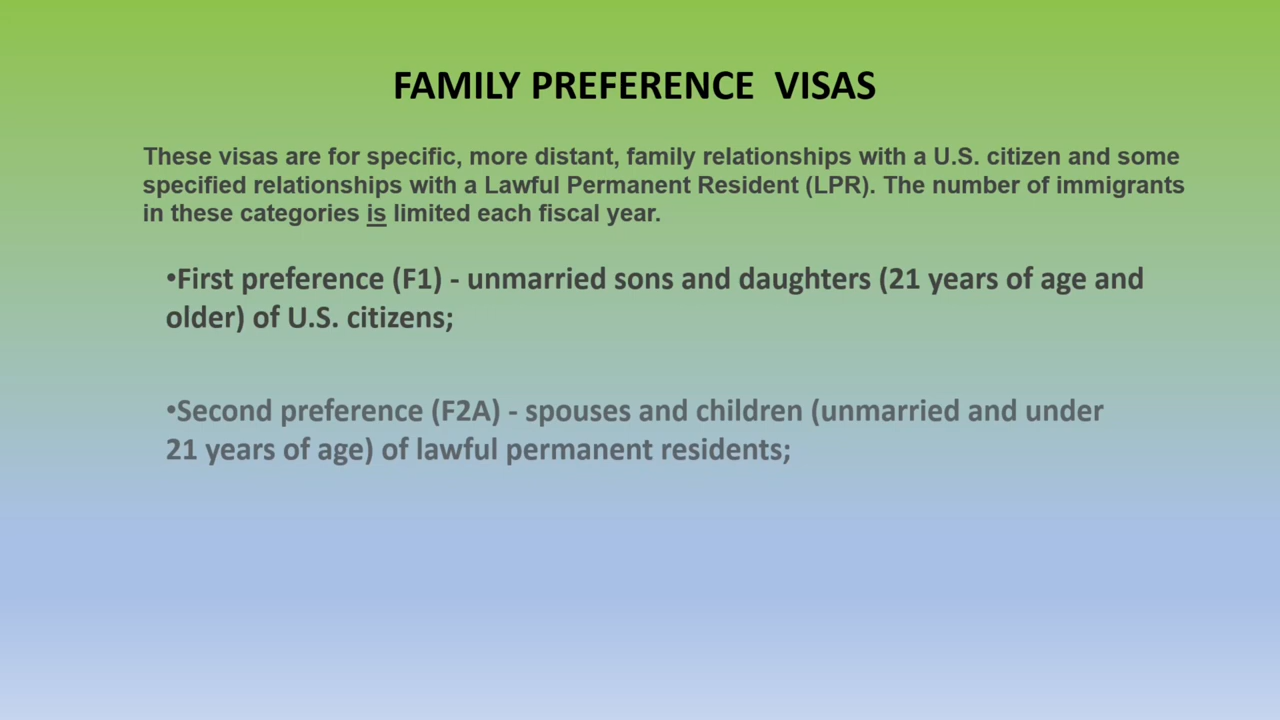 FAMILY PREFERENCE VISAS
These visas are for specific, more distant, family relationships with a U.S. citizen and some
specified relationships with a Lawful Permanent Resident (LPR). The number of immigrants
in these categories is limited each fiscal year.
•First preference (F1) - unmarried sons and daughters (21 years of age and
older) of U.S. citizens;
•Second preference (F2A) - spouses and children (unmarried and under
21 years of age) of lawful permanent residents;